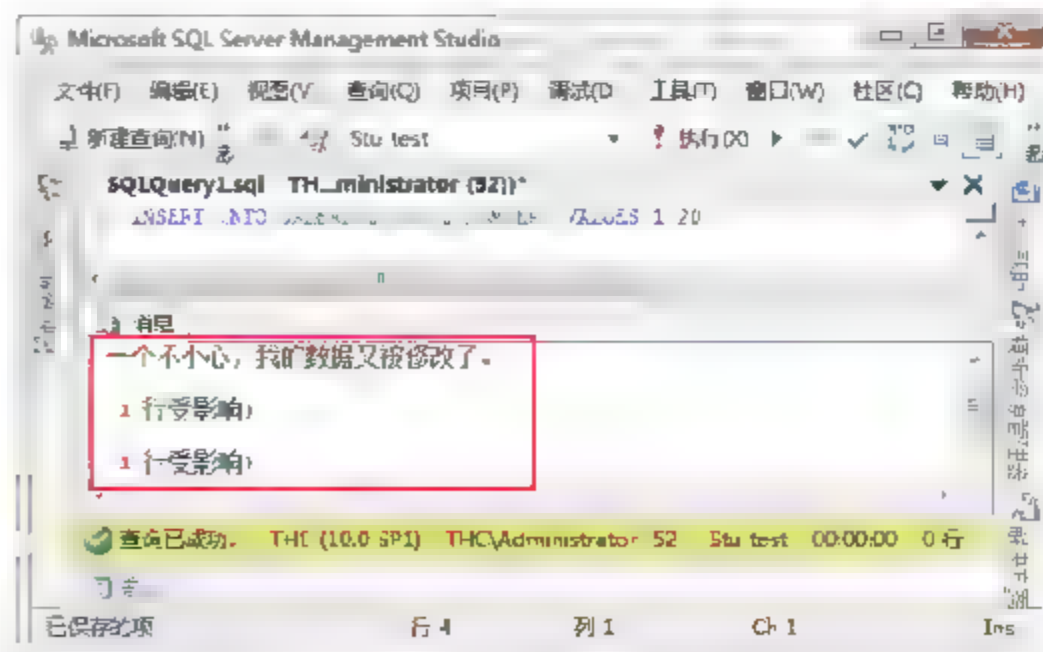 Microsoft SQL Server Management Studio
文件(F) 编辑(E) 视图(V 查询(Q) 项目(P) 调试(D 工具(T) 窗口(W) 社区(C) 帮助(H)
新建查询(N) Stu test 执行(X)
SQLQuery1.sql TH...ministrator (52))*
INSERT INTO VALUES 1 20
消息
一个不小心，我的数据又被修改了。
1 行受影响)
1 行受影响)
查询已成功。 THC (10.0 SP1) THC\Administrator 52 Stu test 00:00:00 0 行
已保存的项 行 4 列 1 Ch 1 Ins